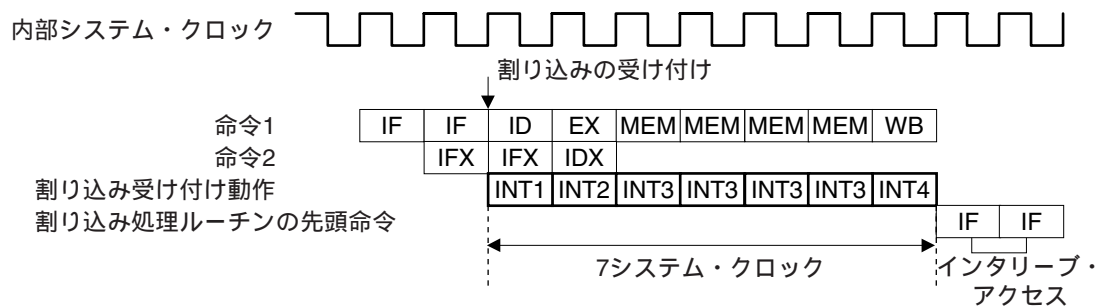 内部システム・クロック
割り込みの受け付け
命令1 IF IF ID EX MEM MEM MEM MEM WB
命令2 IFX IFX IDX
割り込み受け付け動作 INT1 INT2 INT3 INT3 INT3 INT3 INT4
割り込み処理ルーチンの先頭命令 IF IF
7システム・クロック
インタリーブ・
アクセス